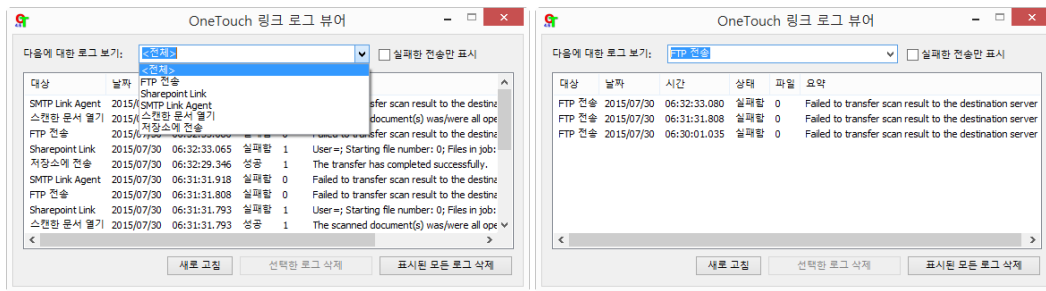 OneTouch 링크 로그 뷰어
다음에 대한 로그 보기: <전체> 실패한 전송만 표시
<전체>
FTP 전송
Sharepoint Link
SMTP Link Agent
스캔한 문서 열기
저장소에 전송
대상 날짜
SMTP Link Agent 2015/ sfer scan result to the destina
스캔한 문서 열기 2015/ document(s) was/were all ope
FTP 전송
Sharepoint Link 2015/07/30 06:32:33.065 실패함 1 User=; Starting file number: 0; Files in job:
저장소에 전송 2015/07/30 06:32:29.346 성공 1 The transfer has completed successfully.
SMTP Link Agent 2015/07/30 06:31:31.918 실패함 0 Failed to transfer scan result to the destina
FTP 전송 2015/07/30 06:31:31.808 실패함 0 Failed to transfer scan result to the destina
Sharepoint Link 2015/07/30 06:31:31.793 실패함 1 User=; Starting file number: 0; Files in job:
스캔한 문서 열기 2015/07/30 06:31:31.793 성공 1 The scanned document(s) was/were all ope
새로 고침 선택한 로그 삭제 표시된 모든 로그 삭제
OneTouch 링크 로그 뷰어
다음에 대한 로그 보기: FTP 전송 실패한 전송만 표시
대상 날짜 시간 상태 파일 요약
FTP 전송 2015/07/30 06:32:33.080 실패함 0 Failed to transfer scan result to the destination server
FTP 전송 2015/07/30 06:31:31.808 실패함 0 Failed to transfer scan result to the destination server
FTP 전송 2015/07/30 06:30:01.035 실패함 0 Failed to transfer scan result to the destination server
새로 고침 선택한 로그 삭제 표시된 모든 로그 삭제